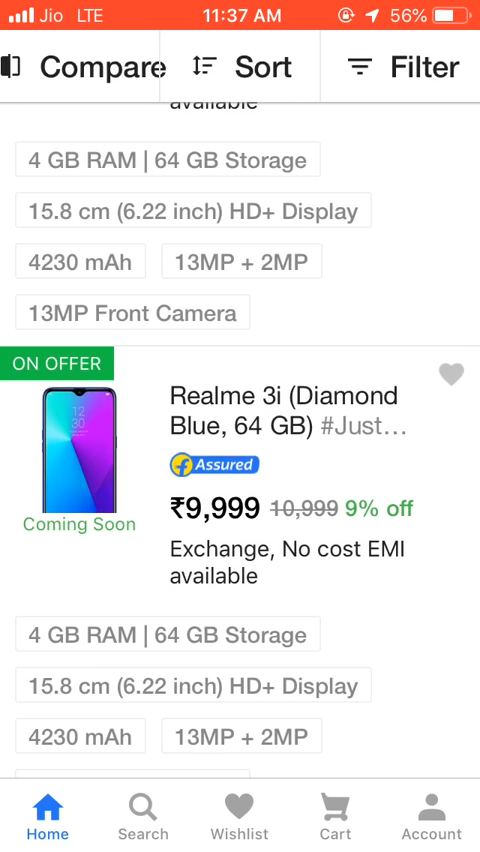 Jio LTE 11:37 AM 56%
Compare Sort Filter
available
4 GB RAM | 64 GB Storage
15.8 cm (6.22 inch) HD+ Display
4230 mAh 13MP + 2MP
13MP Front Camera
ON OFFER
12
30
Realme 3i (Diamond
Blue, 64 GB) #Just...
f Assured
Coming Soon
₹9,999 10,999 9% off
Exchange, No cost EMI
available
4 GB RAM | 64 GB Storage
15.8 cm (6.22 inch) HD+ Display
4230 mAh 13MP + 2MP
Home Search Wishlist Cart Account